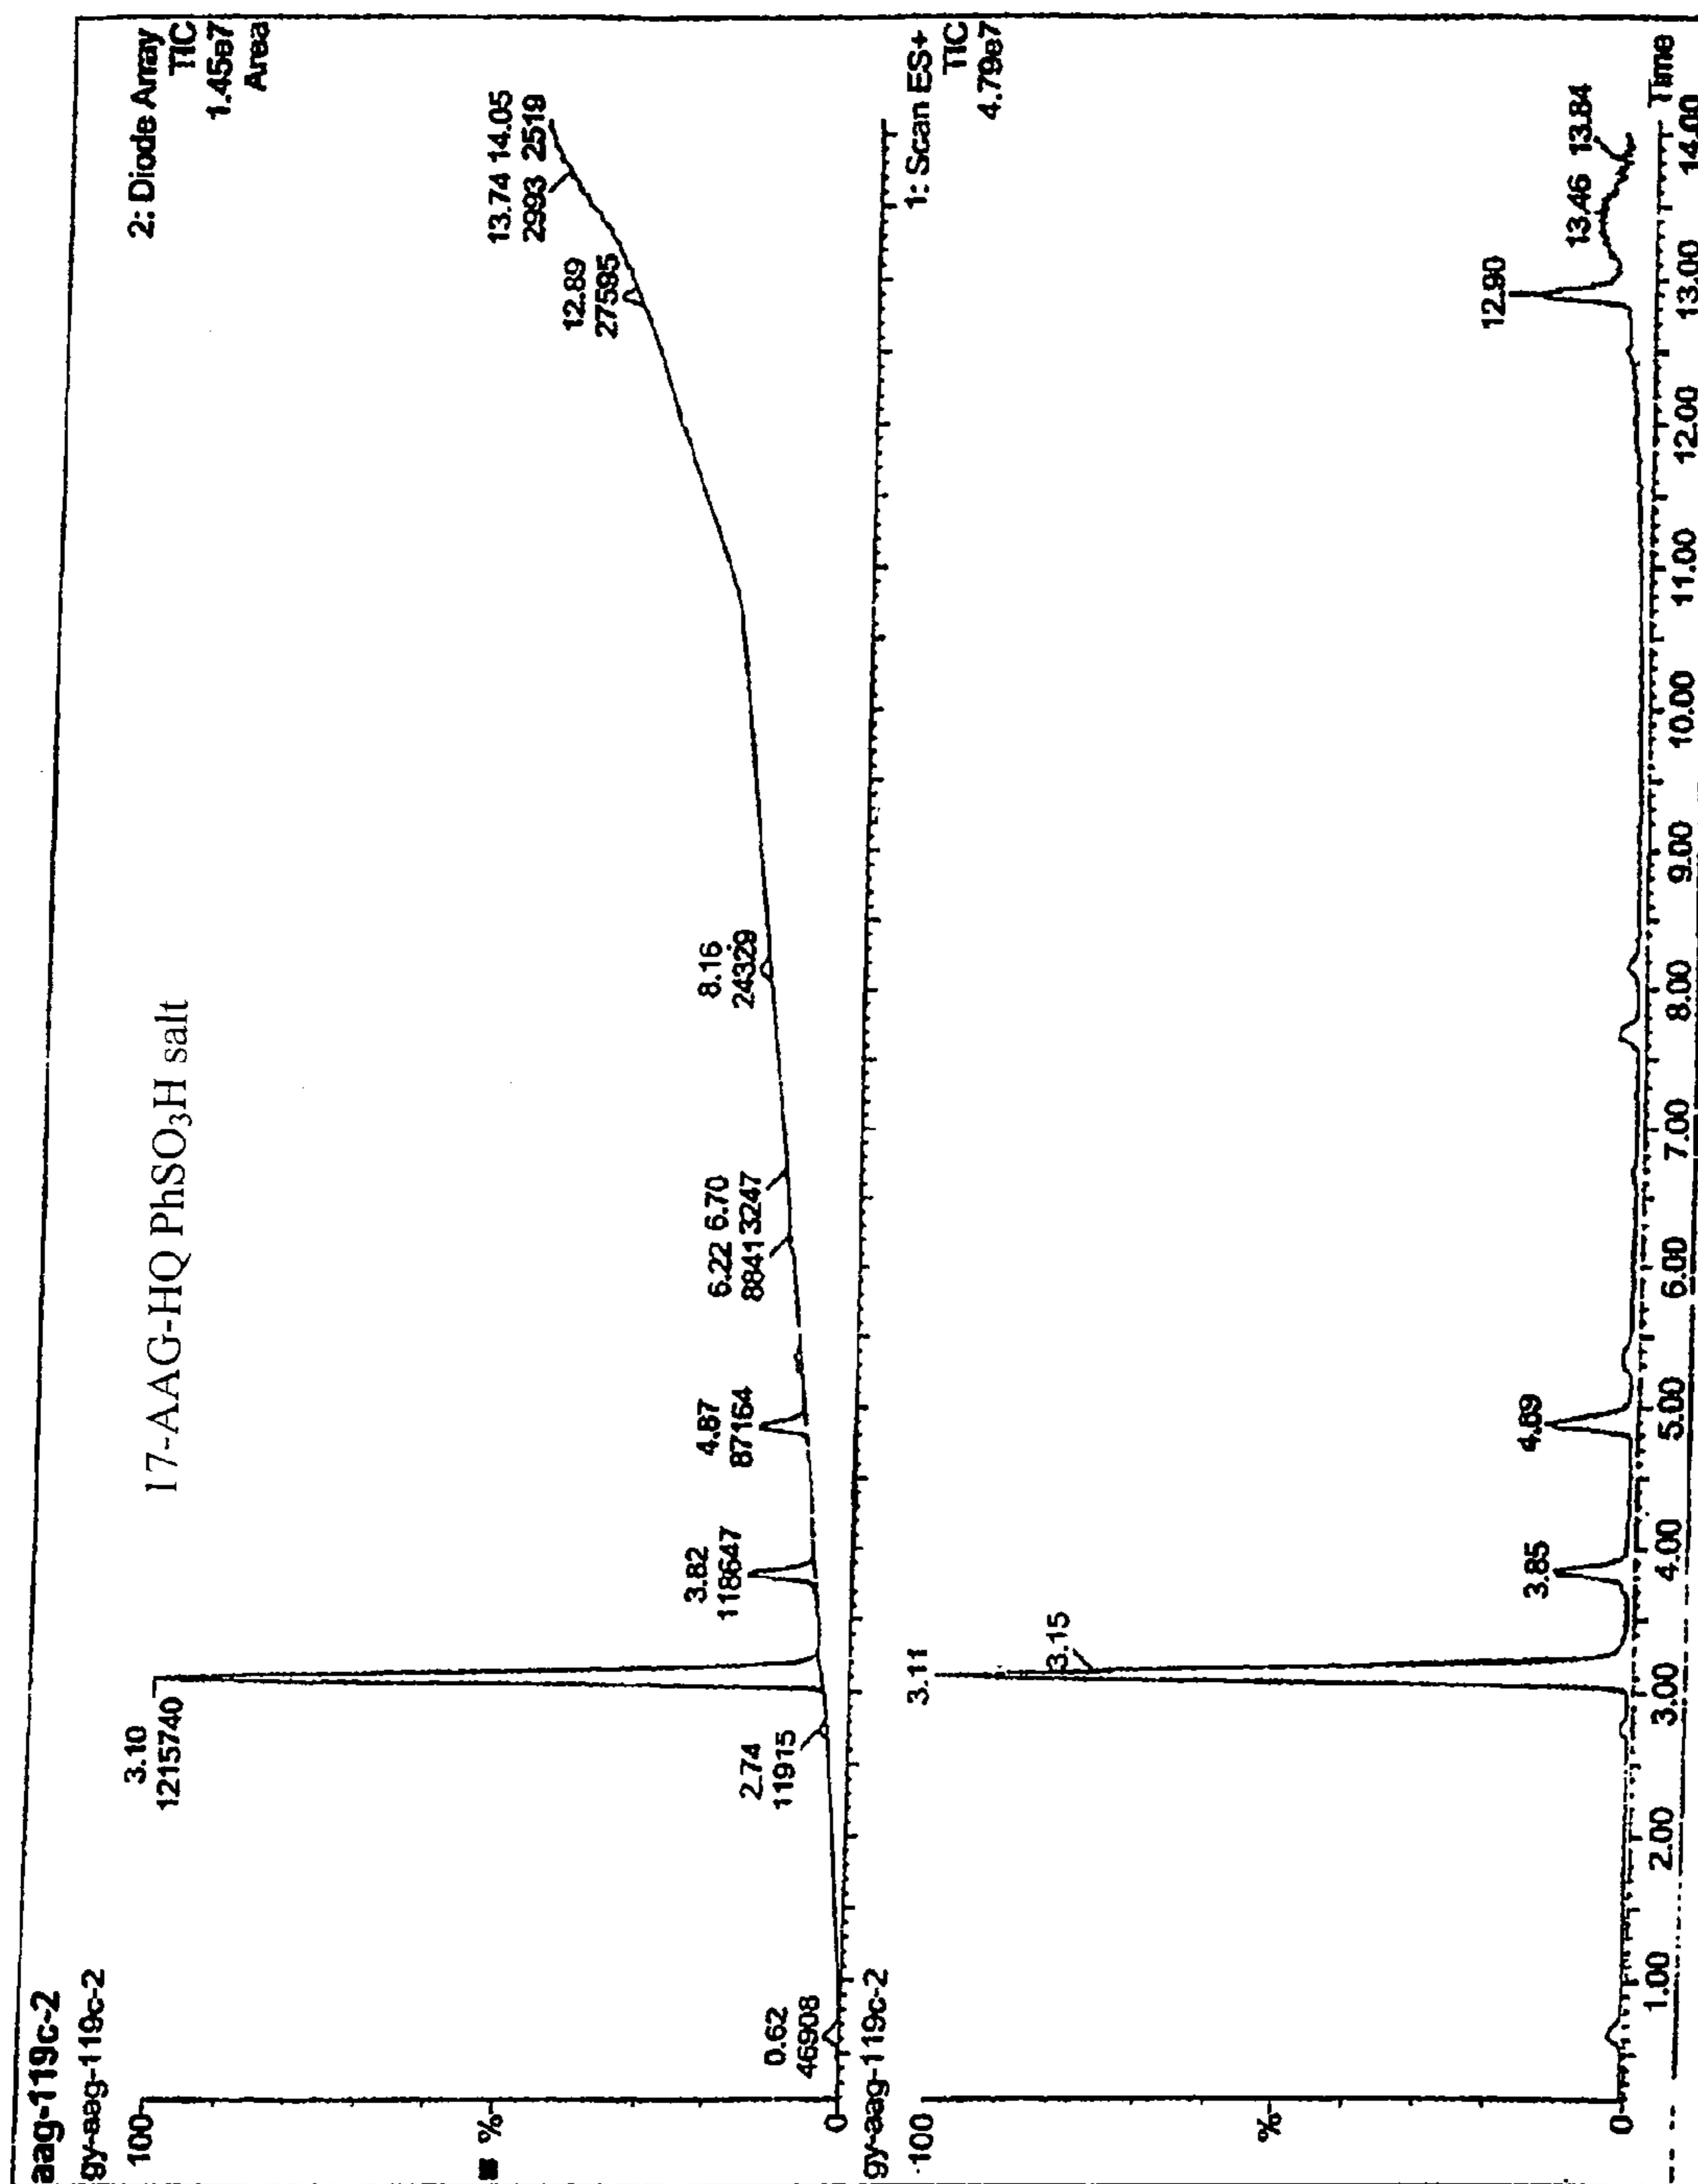 aag-119c-2
gy-aag-119c-2
17-AAG-HQ PhSO3H salt
2: Diode Array
TIC
1.45e7
Area
100
%
0
0.62
46908
2.74
11915
3.10
1215740
3.82
118647
4.87
87164
6.22 6.70
8841 3247
8.16
24329
12.89
27595
13.74 14.05
2993 2519
gy-aag-119c-2
1: Scan ES+
TIC
4.79e7
100
%
0
3.11
3.15
3.85
4.89
12.90
13.46 13.84
1.00 2.00 3.00 4.00 5.00 6.00 7.00 8.00 9.00 10.00 11.00 12.00 13.00 14.00
Time